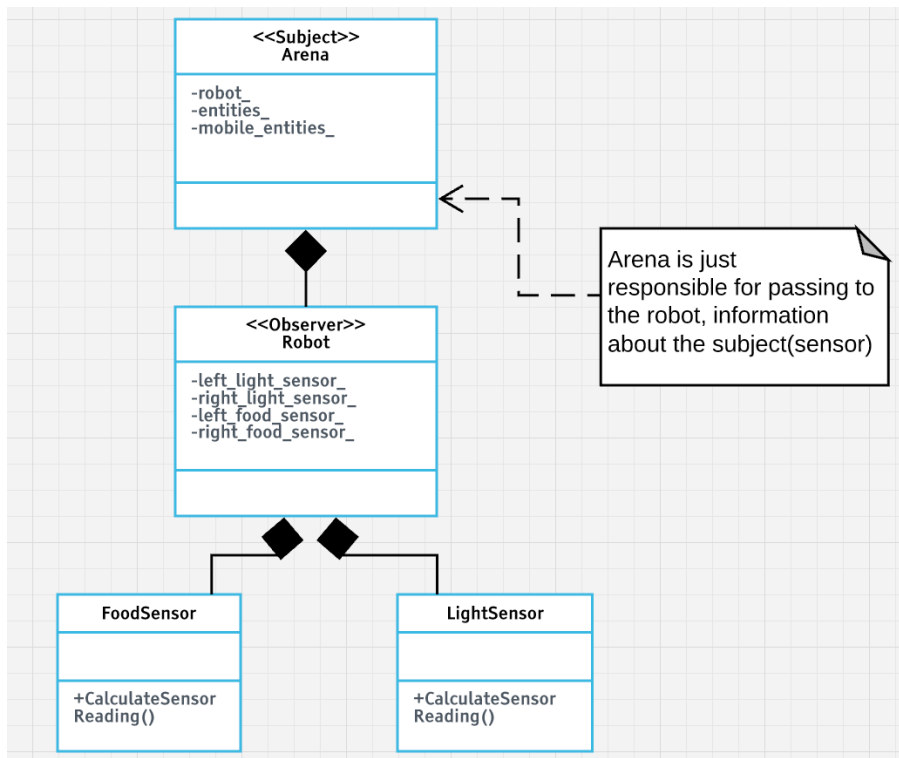 <<Subject>>
Arena
-robot_
-entities_
-mobile_entities_
Arena is just
responsible for passing to
the robot, information
about the subject(sensor)
<<Observer>>
Robot
-left_light_sensor_
-right_light_sensor_
-left_food_sensor_
-right_food_sensor_
FoodSensor
+CalculateSensor
Reading()
LightSensor
+CalculateSensor
Reading()